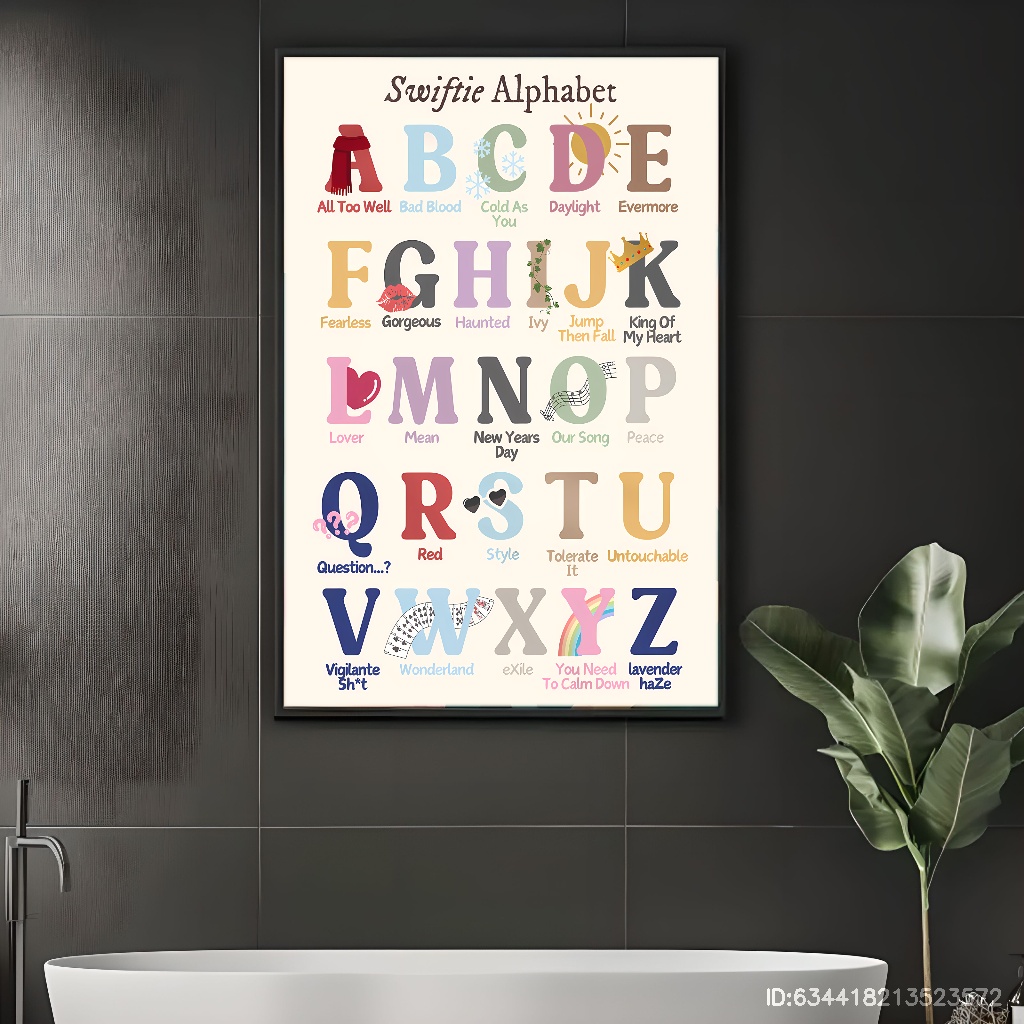 Swiftie Alphabet
A B C D E
All Too Well Bad Blood Cold As You Daylight Evermore
F G H I J K
Fearless Gorgeous Haunted Ivy Jump Then Fall King Of My Heart
L M N O P
Lover Mean New Years Day Our Song Peace
Q R S T U
???
Question...? Red Style Tolerate It Untouchable
V W X Y Z
Vigilante Sh*t Wonderland eXile You Need To Calm Down lavender haZe
ID:634418213523572